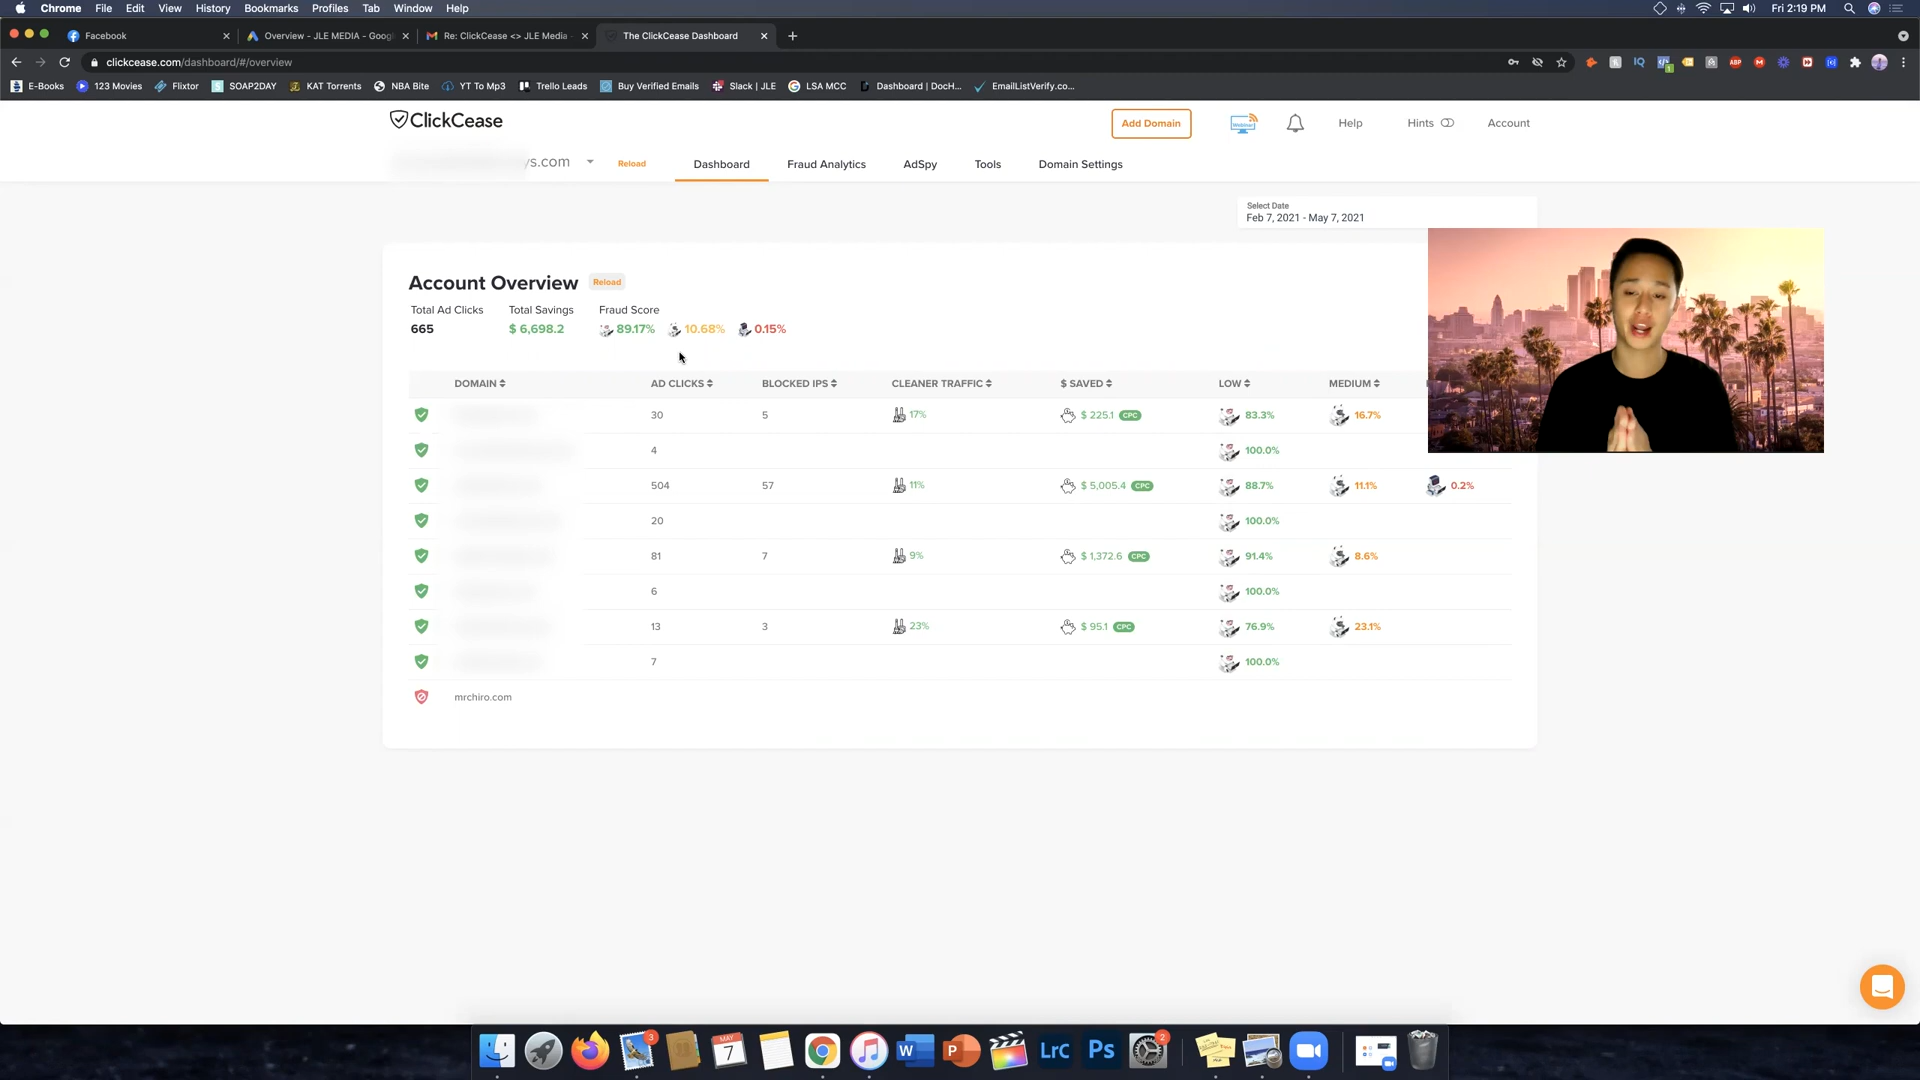 Chrome File Edit View History Bookmarks Profiles Tab Window Help
Fri 2:19 PM
Facebook
Overview - JLE MEDIA - Goog
Re: ClickCease <> JLE Media
The ClickCease Dashboard
clickcease.com/dashboard/#/overview
E-Books 123 Movies Flixtor SOAP2DAY KAT Torrents NBA Bite YT To Mp3 Trello Leads Buy Verified Emails Slack | JLE LSA MCC Dashboard | DocH... EmailListVerify.co...
ClickCease
Add Domain
Help
Hints
Account
ys.com
Reload
Dashboard
Fraud Analytics
AdSpy
Tools
Domain Settings
Select Date
Feb 7, 2021 - May 7, 2021
Account Overview Reload
Total Ad Clicks Total Savings Fraud Score
665 $ 6,698.2 89.17% 10.68% 0.15%
DOMAIN AD CLICKS BLOCKED IPS CLEANER TRAFFIC $ SAVED LOW MEDIUM
30 5 17% $ 225.1 CPC 83.3% 16.7%
4 100.0%
504 57 11% $ 5,005.4 CPC 88.7% 11.1% 0.2%
20 100.0%
81 7 9% $ 1,372.6 CPC 91.4% 8.6%
6 100.0%
13 3 23% $ 95.1 CPC 76.9% 23.1%
7 100.0%
mrchiro.com
3
MAY
7
W
P
LrC
Ps
2